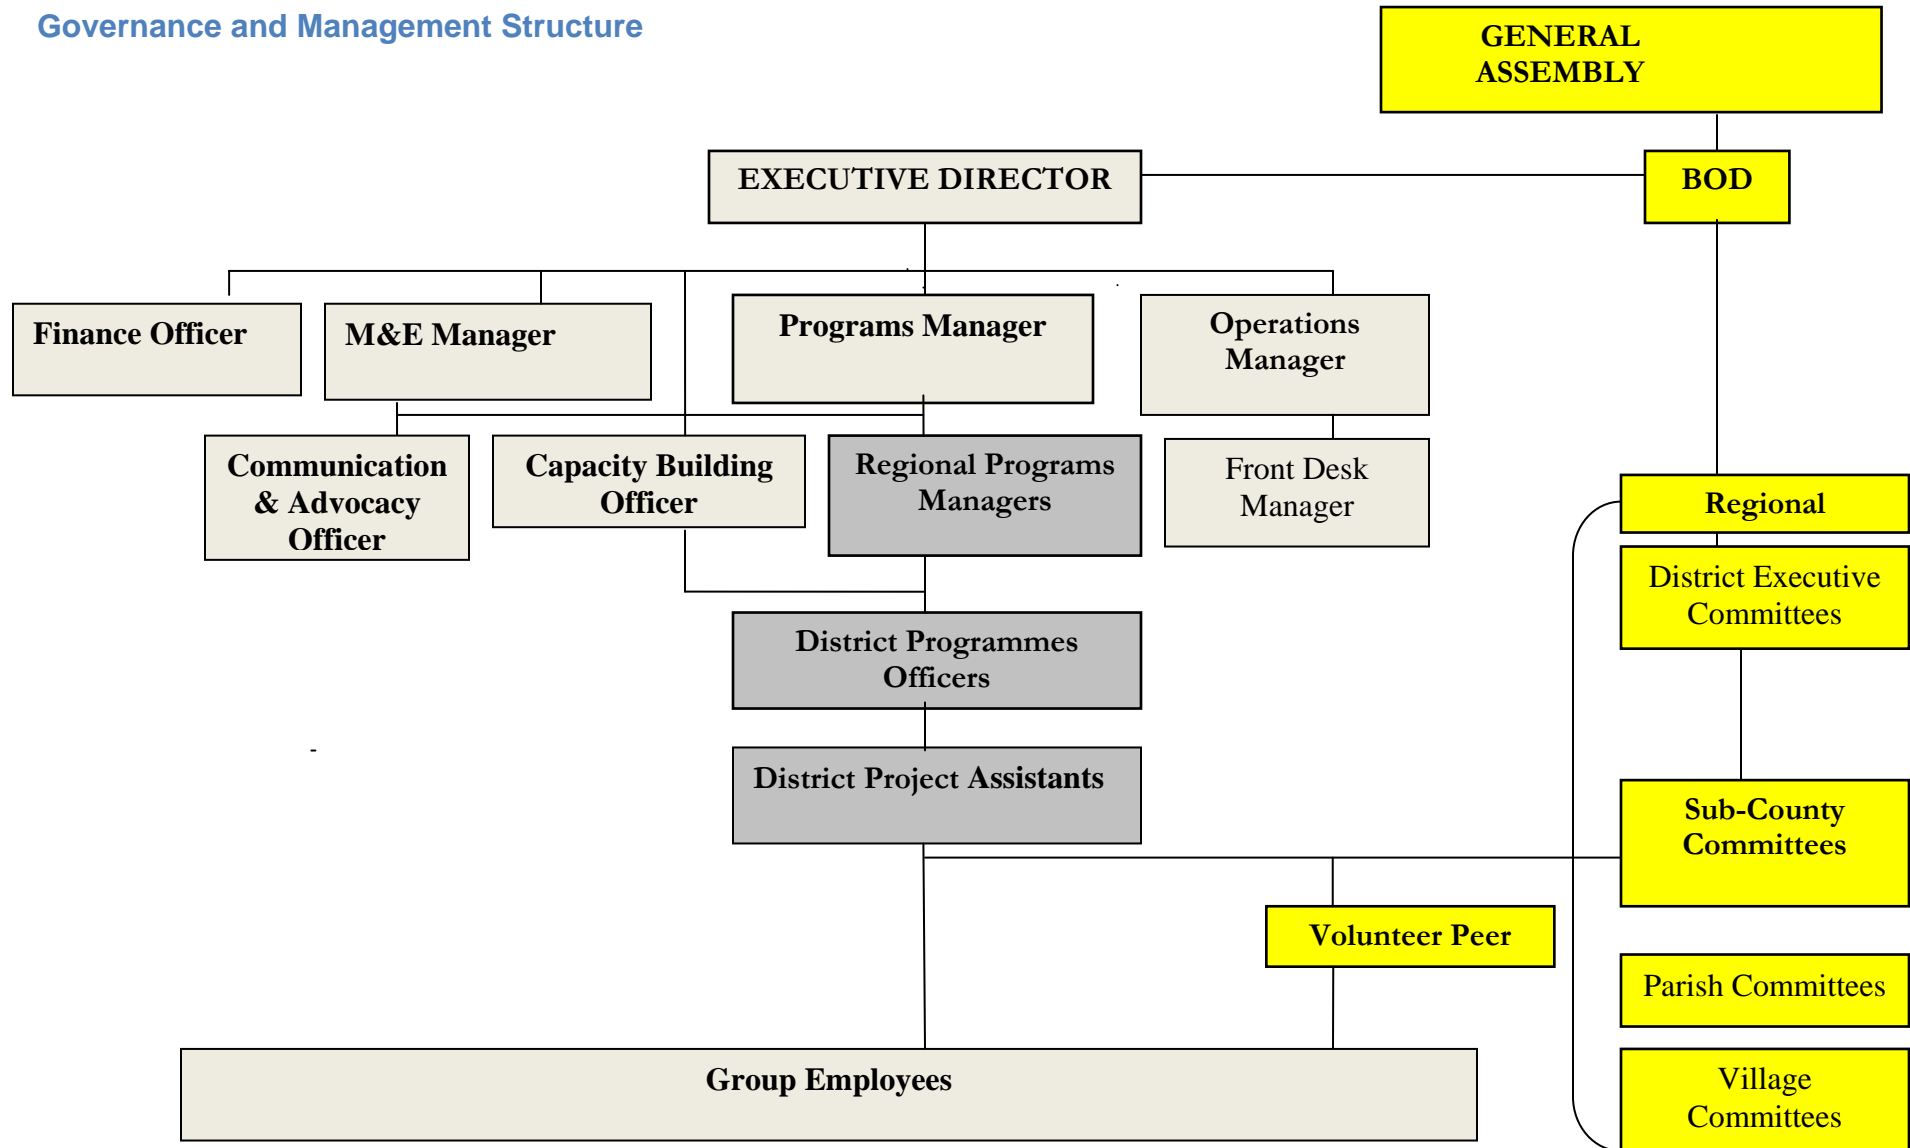 Governance and Management Structure
GENERAL
ASSEMBLY
EXECUTIVE DIRECTOR
BOD
Finance Officer
M&E Manager
Programs Manager
Operations
Manager
Communication
& Advocacy
Officer
Capacity Building
Officer
Regional Programs
Managers
Front Desk
Manager
Regional
District Executive
Committees
District Programmes
Officers
District Project Assistants
Sub-County
Committees
Volunteer Peer
Parish Committees
Group Employees
Village
Committees